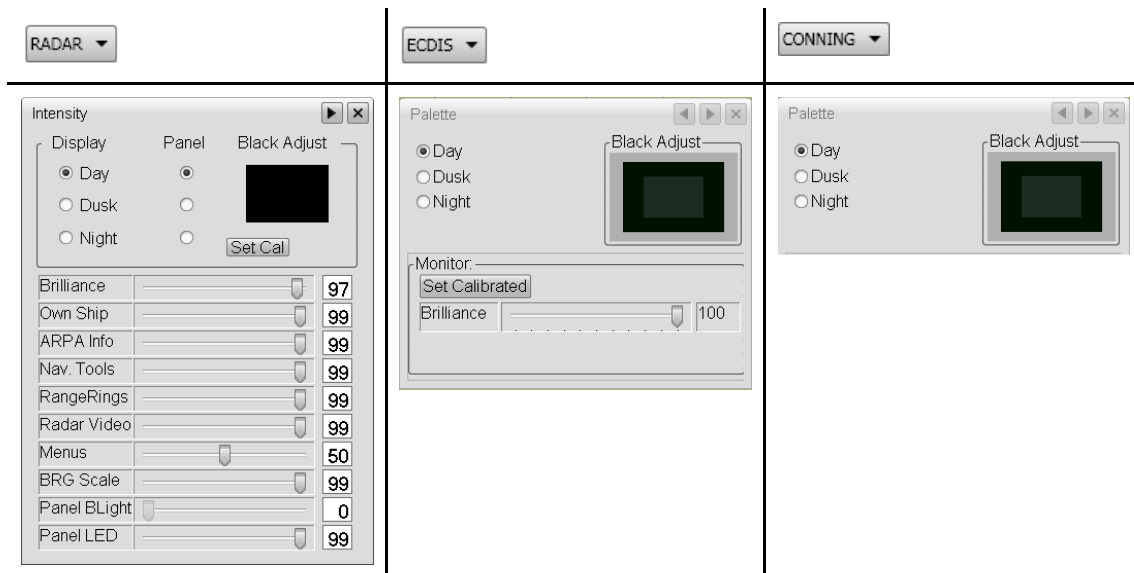 RADAR
ECDIS
CONNING
Intensity
Display Panel Black Adjust
Day
Dusk
Night
Set Cal
Brilliance 97
Own Ship 99
ARPA Info 99
Nav. Tools 99
RangeRings 99
Radar Video 99
Menus 50
BRG Scale 99
Panel BLight 0
Panel LED 99
Palette
Black Adjust
Day
Dusk
Night
Monitor:
Set Calibrated
Brilliance 100
Palette
Black Adjust
Day
Dusk
Night